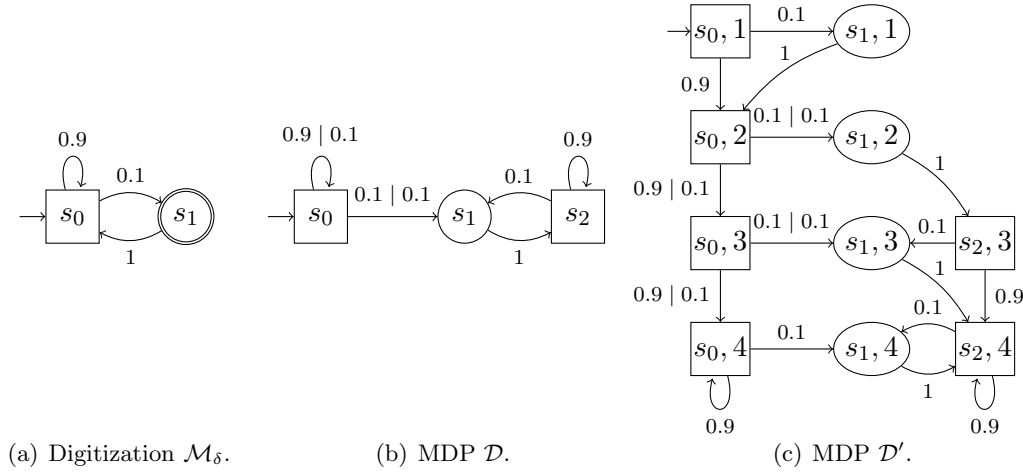 0.1
s₀, 1
s₁, 1
1
0.9
0.1 | 0.1
s₀, 2
s₁, 2
0.9
0.9 | 0.1
0.9
1
0.1
0.1 | 0.1
0.1
0.9 | 0.1
s₀
s₁
s₀
s₁
s₂
1
1
0.1 | 0.1
0.1
s₀, 3
s₁, 3
s₂, 3
1
0.9 | 0.1
0.9
0.1
0.1
s₀, 4
s₁, 4
s₂, 4
1
0.9
0.9
(a) Digitization ℳ_δ.
(b) MDP 𝒟.
(c) MDP 𝒟′.